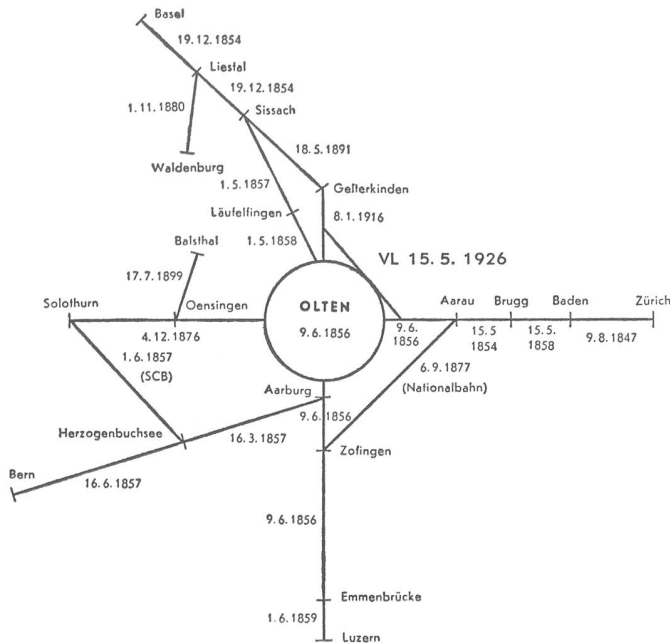 Basel
19.12.1854
Liestal
19.12.1854
1.11.1880
Sissach
18.5.1891
Waldenburg
1.5.1857
Gelterkinden
Läufelfingen
8.1.1916
Balsthal
1.5.1858
VL 15.5.1926
17.7.1899
Solothurn
Oensingen
OLTEN
9.6.1856
Aarau
Brugg
Baden
Zürich
4.12.1876
9.6.
1856
15.5
1854
15.5.
1858
9.8.1847
1.6.1857
(SCB)
6.9.1877
(Nationalbahn)
Aarburg
9.6.1856
Herzogenbuchsee
16.3.1857
Zofingen
Bern
16.6.1857
9.6.1856
Emmenbrücke
1.6.1859
Luzern